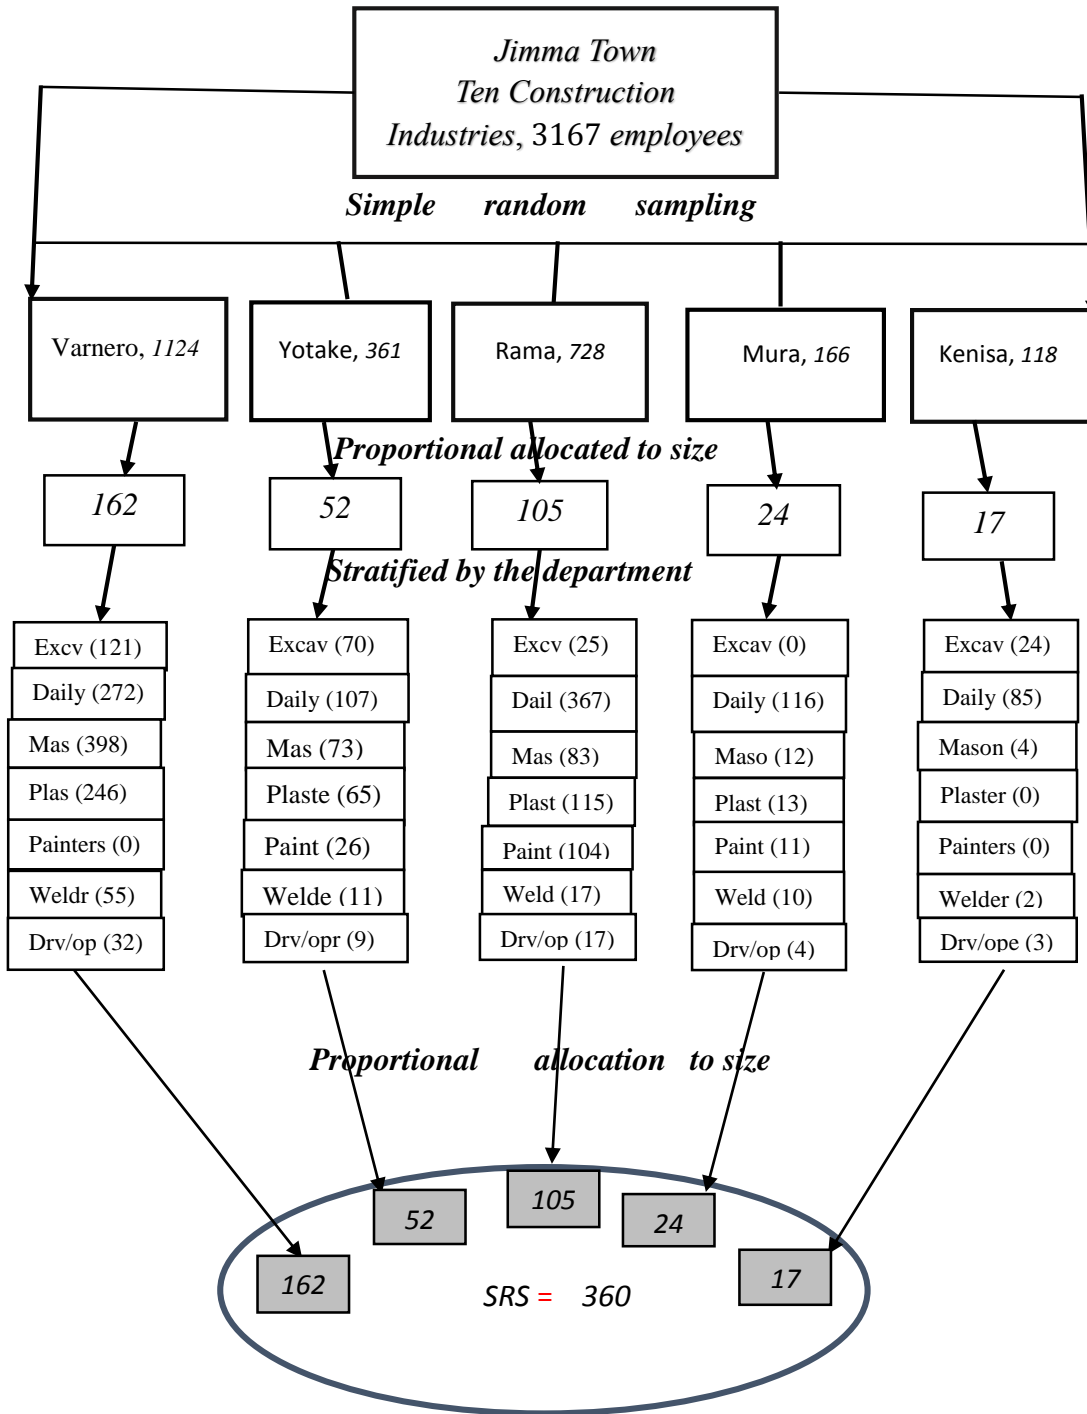 Jimma Town
Ten Construction
Industries, 3167 employees
Simple random sampling
Varnero, 1124
Yotake, 361
Rama, 728
Mura, 166
Kenisa, 118
Proportional allocated to size
162
52
105
24
17
Stratified by the department
Excv (121)
Daily (272)
Mas (398)
Plas (246)
Painters (0)
Weldr (55)
Drv/op (32)
Excav (70)
Daily (107)
Mas (73)
Plaste (65)
Paint (26)
Welde (11)
Drv/opr (9)
Excv (25)
Dail (367)
Mas (83)
Plast (115)
Paint (104)
Weld (17)
Drv/op (17)
Excav (0)
Daily (116)
Maso (12)
Plast (13)
Paint (11)
Weld (10)
Drv/op (4)
Excav (24)
Daily (85)
Mason (4)
Plaster (0)
Painters (0)
Welder (2)
Drv/ope (3)
Proportional allocation to size
162
52
105
24
17
SRS = 360